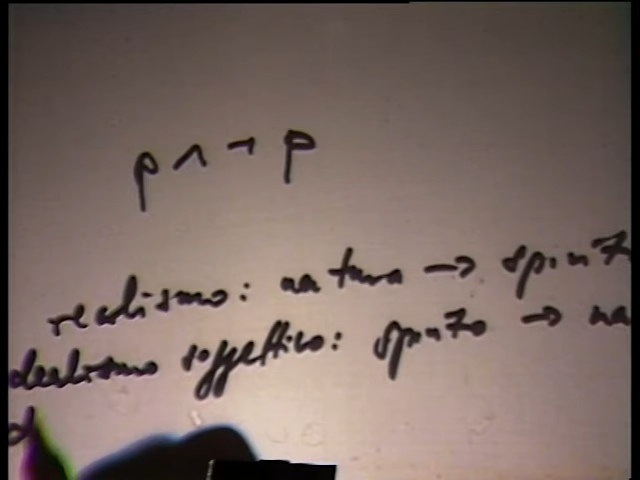 p ∧ ¬ p
realismo: natura → spirito
idealismo soggettivo: spirito → na